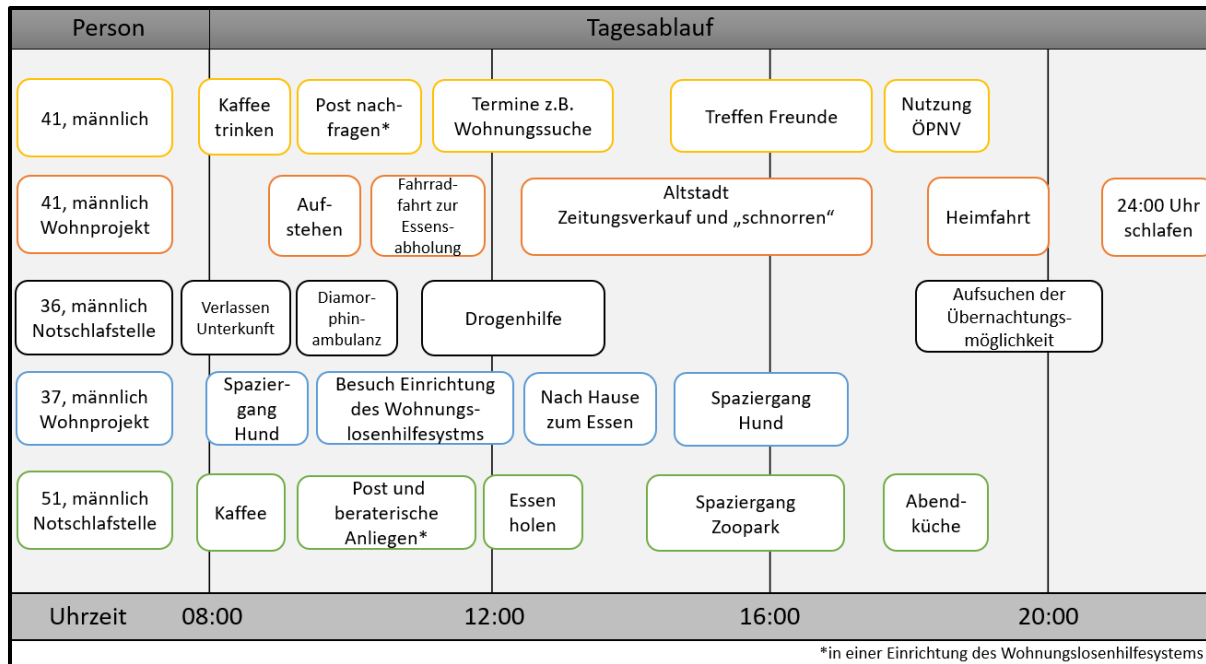 Person
Tagesablauf
41, männlich
Kaffee
trinken
Post nach-
fragen*
Termine z.B.
Wohnungssuche
Treffen Freunde
Nutzung
ÖPNV
41, männlich
Wohnprojekt
Auf-
stehen
Fahrrad-
fahrt zur
Essens-
abholung
Altstadt
Zeitungsverkauf und „schnorren“
Heimfahrt
24:00 Uhr
schlafen
36, männlich
Notschlafstelle
Verlassen
Unterkunft
Diamor-
phin-
ambulanz
Drogenhilfe
Aufsuchen der
Übernachtungs-
möglichkeit
37, männlich
Wohnprojekt
Spazier-
gang
Hund
Besuch Einrichtung
des Wohnungs-
losenhilfesystms
Nach Hause
zum Essen
Spaziergang
Hund
51, männlich
Notschlafstelle
Kaffee
Post und
beraterische
Anliegen*
Essen
holen
Spaziergang
Zoopark
Abend-
küche
Uhrzeit
08:00
12:00
16:00
20:00
*in einer Einrichtung des Wohnungslosenhilfesystems